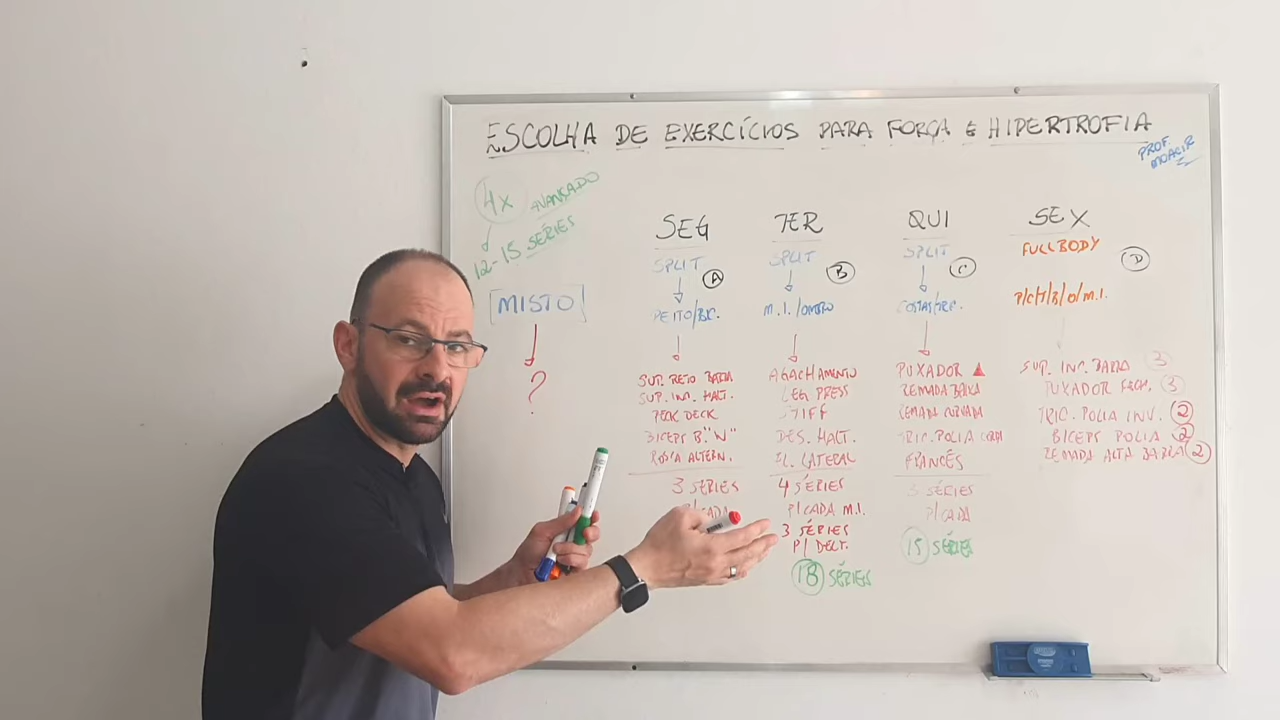 ESCOLHA DE EXERCÍCIOS PARA FORÇA E HIPERTROFIA
PROF. MOACIR
4X AVANÇADO
12-15 SÉRIES
[MISTO]
?
SEG
SPLIT
A
PEITO/BIC.
SUP. RETO BARRA
SUP. INC. HALT.
PECK DECK
BICEPS B. "W"
ROSCA ALTERN.
3 SÉRIES
P/CADA
TER
SPLIT
B
M.I./OMBRO
AGACHAMENTO
LEG PRESS
STIFF
DES. HALT.
EL. LATERAL
4 SÉRIES
P/CADA M.I.
3 SÉRIES
P/ DELT.
18 SÉRIES
QUI
SPLIT
C
COSTAS/TRIC.
PUXADOR ▲
REMADA BAIXA
REMADA CURVADA
TRIC. POLIA CORDA
FRANCÊS
3 SÉRIES
P/CADA
15 SÉRIES
SEX
FULLBODY
D
P/C/T/B/O/M.I.
SUP. INC. BARRA 3
PUXADOR FECH. 3
TRIC. POLIA INV. 2
BICEPS POLIA 2
REMADA ALTA BARRA 2